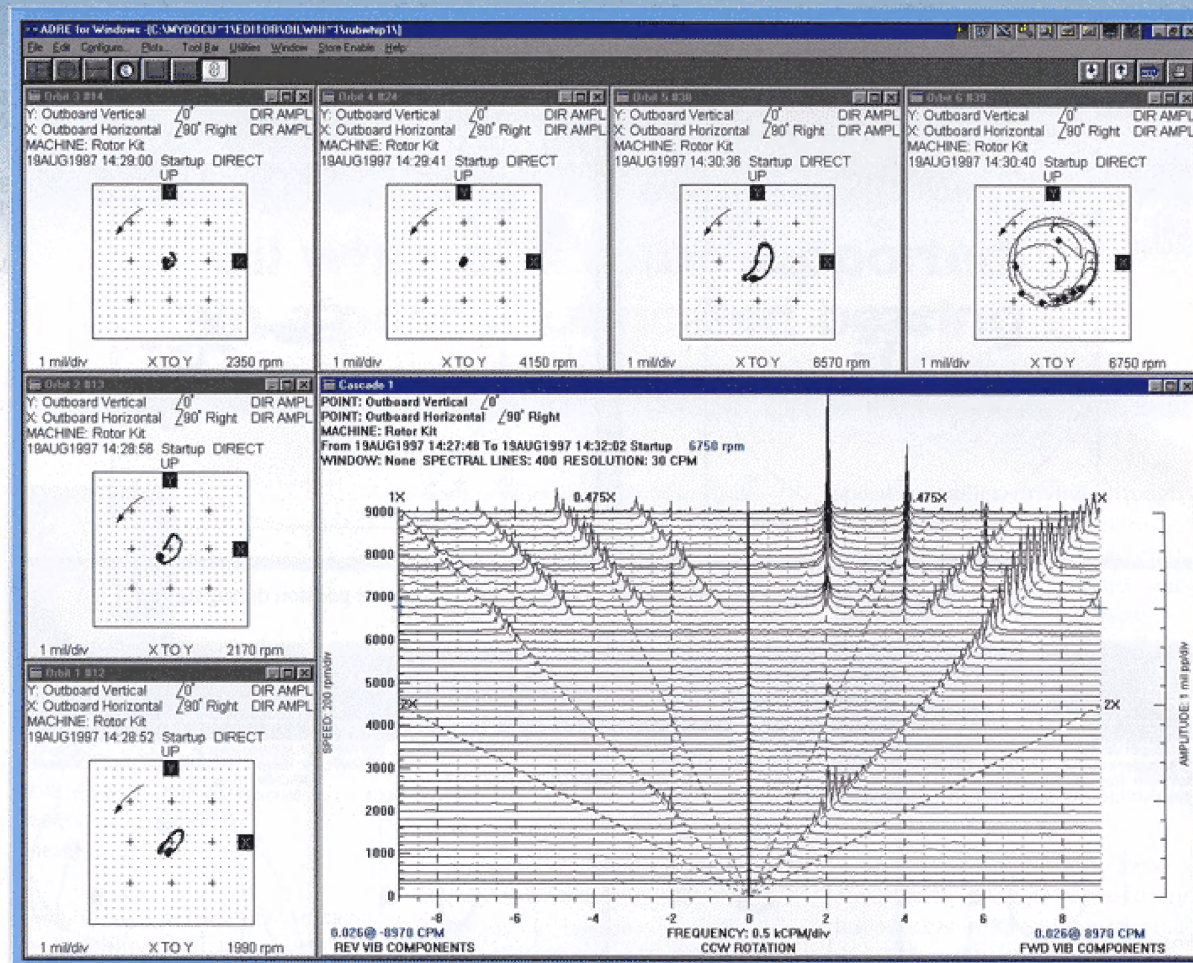 ADRE for Windows -[C:\MYDOCU~1\EDITOR\OILWHI~1\rubwhip1\]
File Edit Configure... Plots... Tool Bar Utilities Window Store Enable Help
Orbit 3 #14
Y: Outboard Vertical ∠0° DIR AMPL
X: Outboard Horizontal ∠90° Right DIR AMPL
MACHINE: Rotor Kit
19AUG1997 14:29:00 Startup DIRECT
UP
Y
X
1 mil/div X TO Y 2350 rpm
Orbit 4 #24
Y: Outboard Vertical ∠0° DIR AMPL
X: Outboard Horizontal ∠90° Right DIR AMPL
MACHINE: Rotor Kit
19AUG1997 14:29:41 Startup DIRECT
UP
Y
X
1 mil/div X TO Y 4150 rpm
Orbit 5 #38
Y: Outboard Vertical ∠0° DIR AMPL
X: Outboard Horizontal ∠90° Right DIR AMPL
MACHINE: Rotor Kit
19AUG1997 14:30:36 Startup DIRECT
UP
Y
X
1 mil/div X TO Y 6570 rpm
Orbit 6 #39
Y: Outboard Vertical ∠0° DIR AMPL
X: Outboard Horizontal ∠90° Right DIR AMPL
MACHINE: Rotor Kit
19AUG1997 14:30:40 Startup DIRECT
UP
Y
X
1 mil/div X TO Y 6750 rpm
Orbit 2 #13
Y: Outboard Vertical ∠0° DIR AMPL
X: Outboard Horizontal ∠90° Right DIR AMPL
MACHINE: Rotor Kit
19AUG1997 14:28:56 Startup DIRECT
UP
Y
X
1 mil/div X TO Y 2170 rpm
Orbit 1 #12
Y: Outboard Vertical ∠0° DIR AMPL
X: Outboard Horizontal ∠90° Right DIR AMPL
MACHINE: Rotor Kit
19AUG1997 14:28:52 Startup DIRECT
UP
Y
X
1 mil/div X TO Y 1990 rpm
Cascade 1
POINT: Outboard Vertical ∠0°
POINT: Outboard Horizontal ∠90° Right
MACHINE: Rotor Kit
From 19AUG1997 14:27:48 To 19AUG1997 14:32:02 Startup 6750 rpm
WINDOW: None SPECTRAL LINES: 400 RESOLUTION: 30 CPM
1X 0.475X 0.475X 1X
9000
8000
7000
6000
5000
2X 2X
4000
3000
2000
1000
0
SPEED: 200 rpm/div
AMPLITUDE: 1 mil pp/div
-8 -6 -4 -2 0 2 4 6 8
0.026@ -8970 CPM FREQUENCY: 0.5 kCPM/div 0.026@ 8970 CPM
REV VIB COMPONENTS CCW ROTATION FWD VIB COMPONENTS